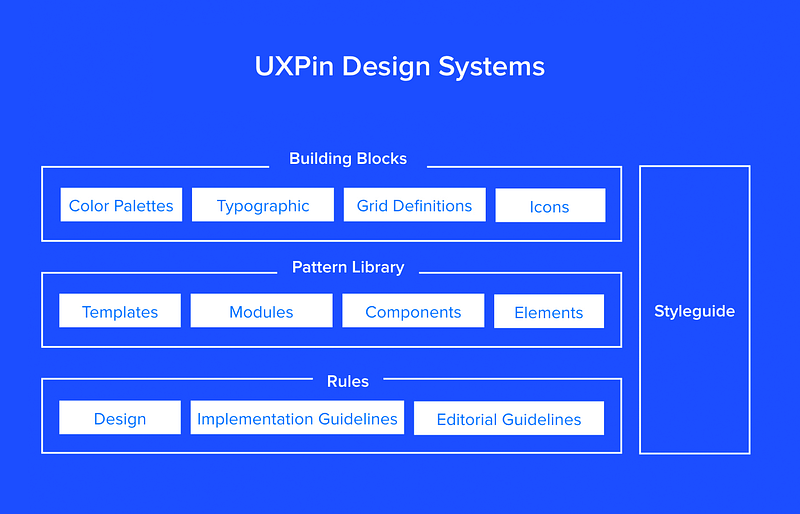 UXPin Design Systems
Building Blocks
Color Palettes
Typographic
Grid Definitions
Icons
Pattern Library
Templates
Modules
Components
Elements
Rules
Design
Implementation Guidelines
Editorial Guidelines
Styleguide